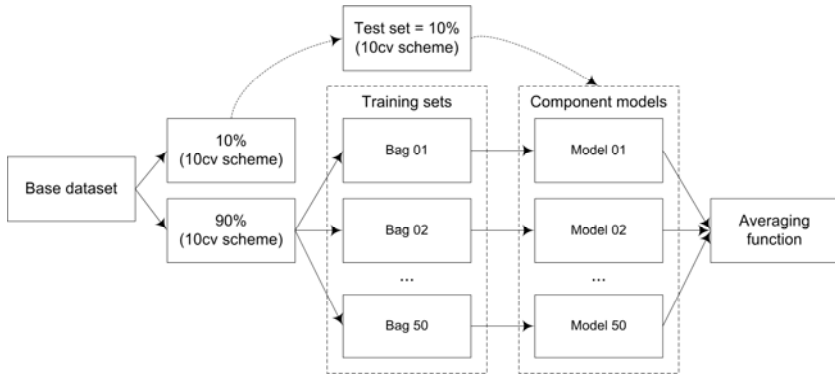 Test set = 10%
(10cv scheme)
Training sets
Component models
10%
(10cv scheme)
Bag 01
Model 01
Base dataset
90%
(10cv scheme)
Bag 02
Model 02
Averaging
function
...
...
Bag 50
Model 50